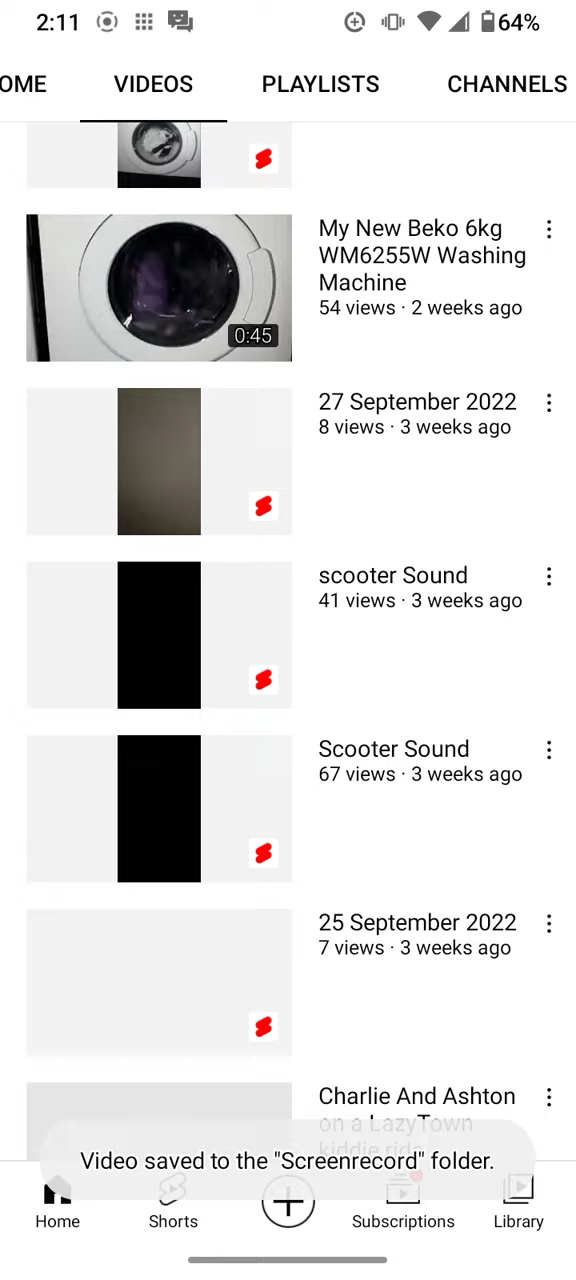 2:11 64%
OME VIDEOS PLAYLISTS CHANNELS
My New Beko 6kg
WM6255W Washing
Machine
54 views · 2 weeks ago
0:45
27 September 2022
8 views · 3 weeks ago
scooter Sound
41 views · 3 weeks ago
Scooter Sound
67 views · 3 weeks ago
25 September 2022
7 views · 3 weeks ago
Charlie And Ashton
on a LazyTown
kiddie ride
Video saved to the "Screenrecord" folder.
Home Shorts Subscriptions Library